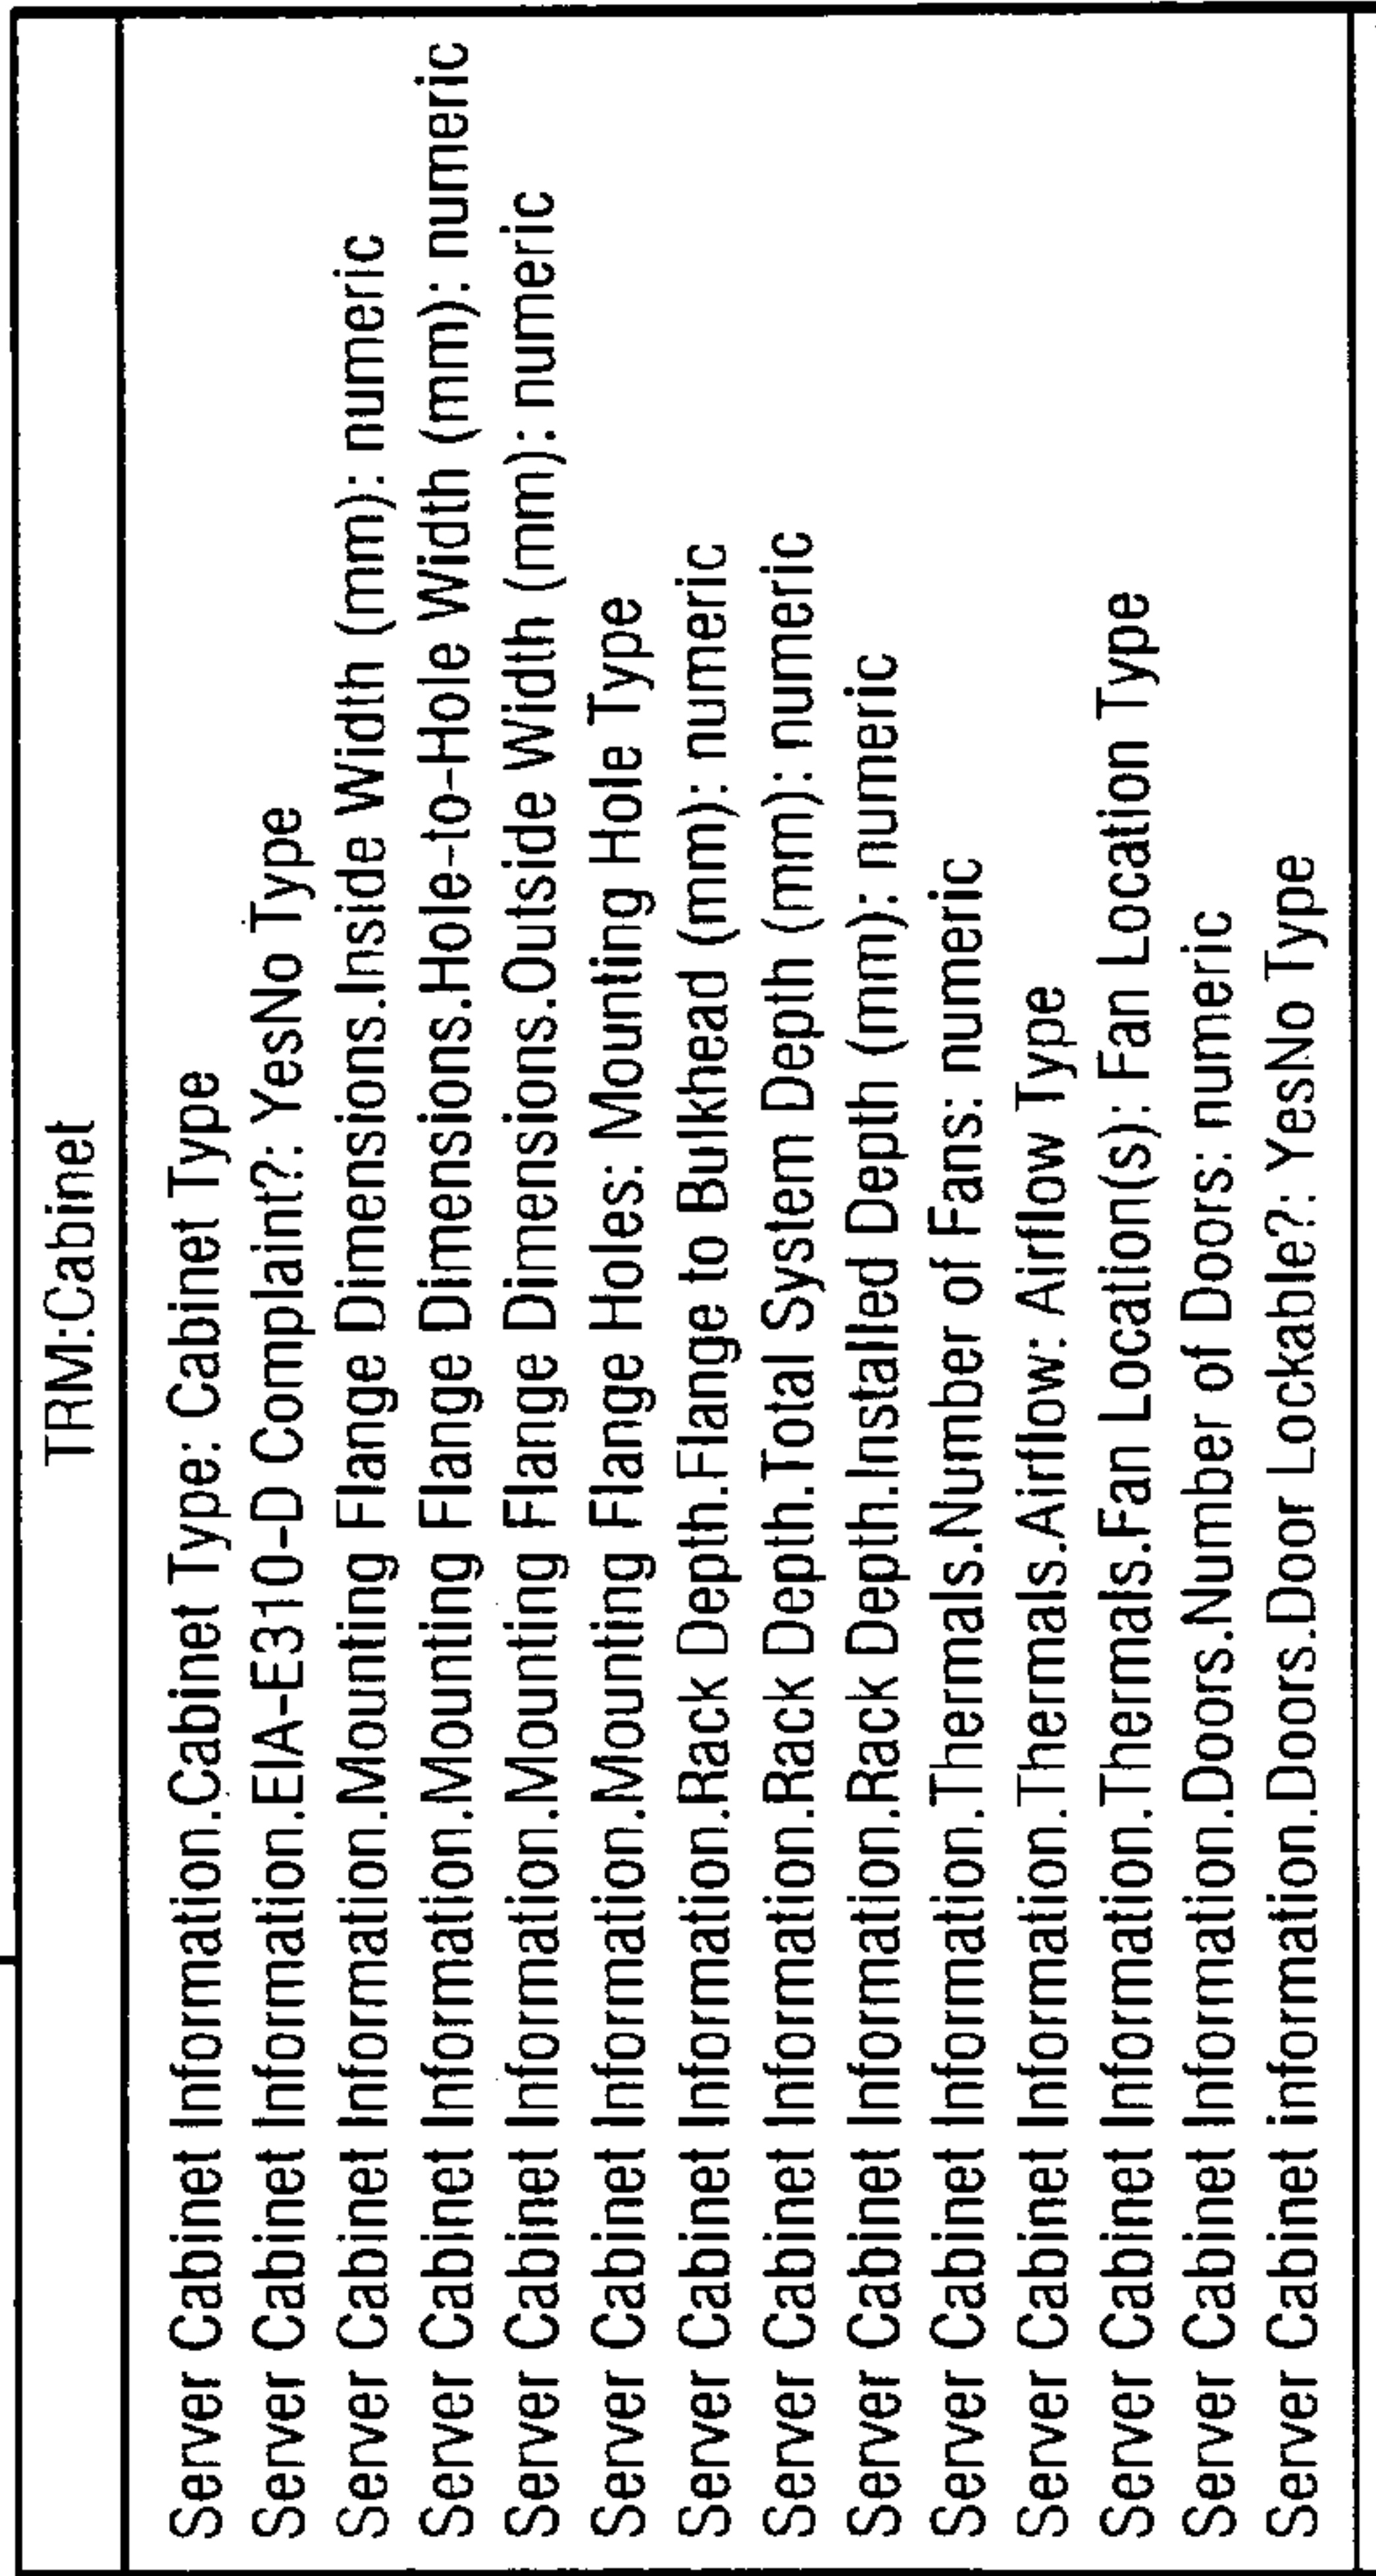 TRM:Cabinet
Server Cabinet Information.Cabinet Type: Cabinet Type
Server Cabinet Information.EIA-E310-D Complaint?: YesNo Type
Server Cabinet Information.Mounting Flange Dimensions.Inside Width (mm): numeric
Server Cabinet Information.Mounting Flange Dimensions.Hole-to-Hole Width (mm): numeric
Server Cabinet Information.Mounting Flange Dimensions.Outside Width (mm): numeric
Server Cabinet Information.Mounting Flange Holes: Mounting Hole Type
Server Cabinet Information.Rack Depth.Flange to Bulkhead (mm): numeric
Server Cabinet Information.Rack Depth.Total System Depth (mm): numeric
Server Cabinet Information.Rack Depth.Installed Depth (mm): numeric
Server Cabinet Information.Thermals.Number of Fans: numeric
Server Cabinet Information.Thermals.Airflow: Airflow Type
Server Cabinet Information.Thermals.Fan Location(s): Fan Location Type
Server Cabinet Information.Doors.Number of Doors: numeric
Server Cabinet information.Doors.Door Lockable?: YesNo Type